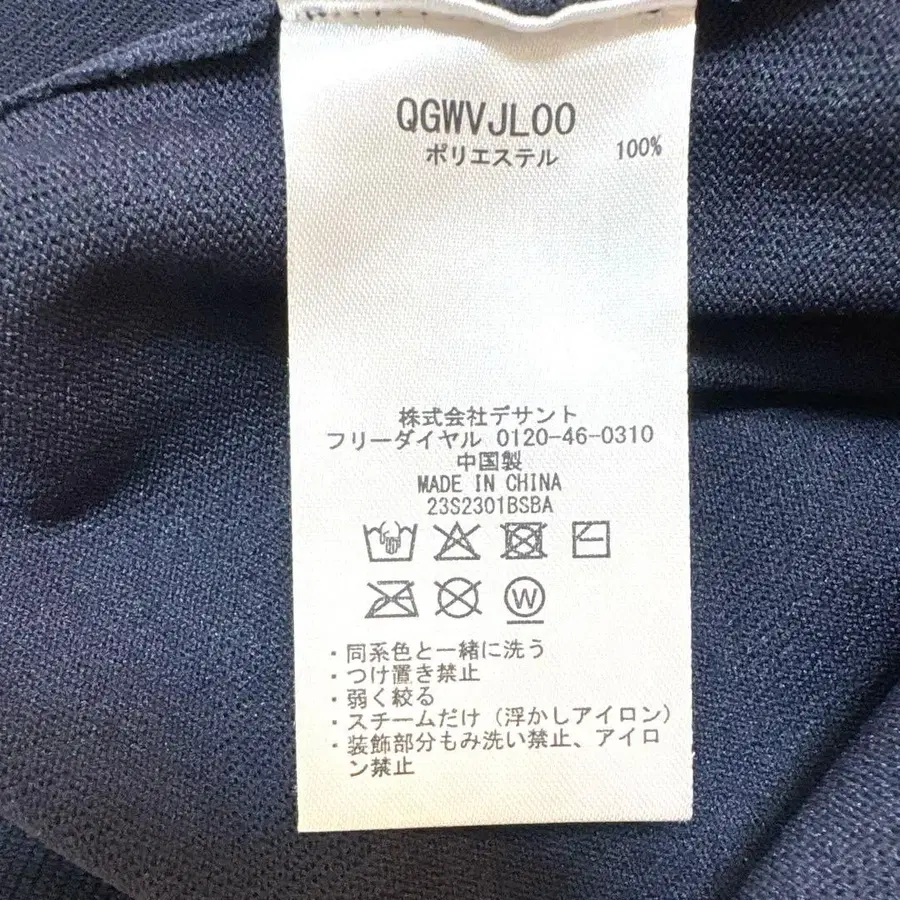 QGWVJL00
ポリエステル 100%
株式会社デサント
フリーダイヤル 0120-46-0310
中国製
MADE IN CHINA
23S2301BSBA
W
・同系色と一緒に洗う
・つけ置き禁止
・弱く絞る
・スチームだけ（浮かしアイロン）
・装飾部分もみ洗い禁止、アイロ
ン禁止